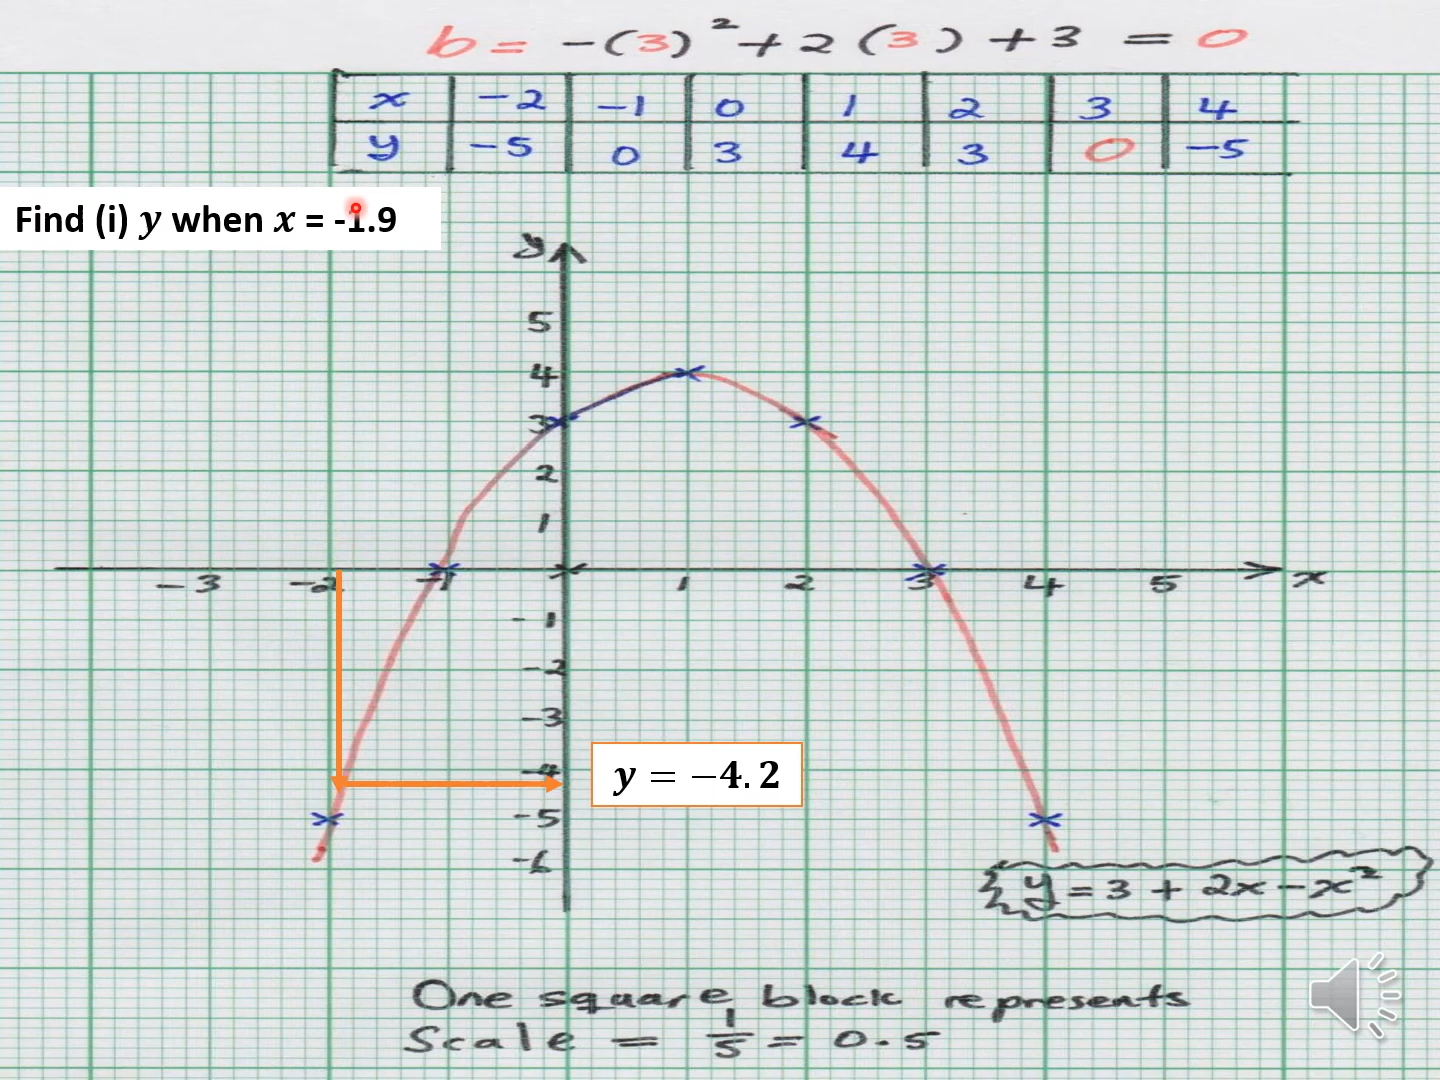 b = -(3)² + 2(3) + 3 = 0
x -2 -1 0 1 2 3 4
y -5 0 3 4 3 0 -5
Find (i) y when x = -1.9
y
5
4
3
2
1
-3 -2 -1 1 2 3 4 5 x
-1
-2
-3
-4
y = -4.2
-5
-6
y = 3 + 2x - x²
One square block represents
Scale = 1/5 = 0.5